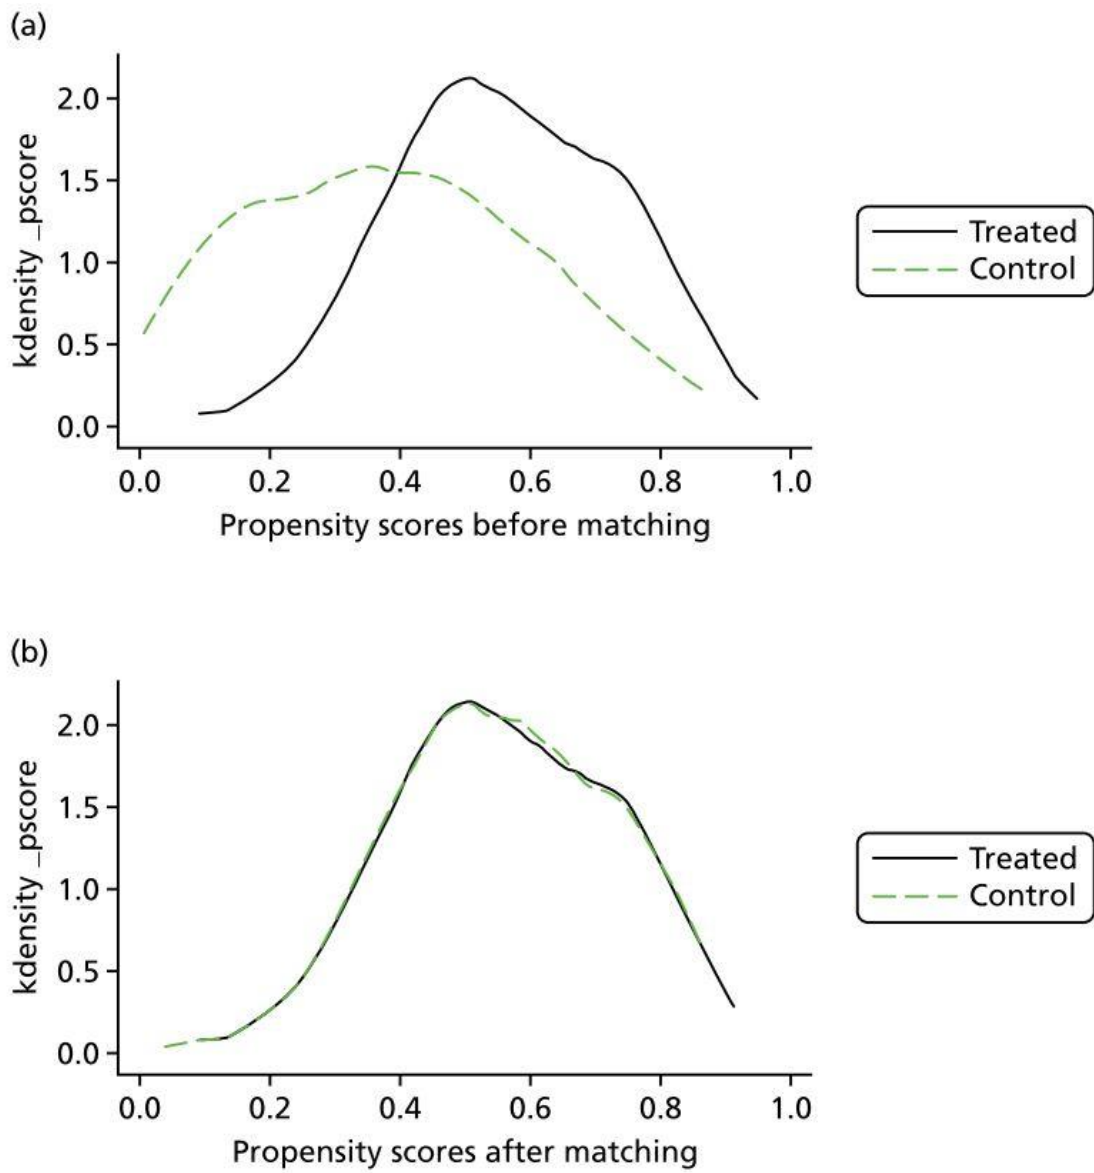 (a)
kdensity _pscore
2.0
1.5
1.0
0.5
0.0
0.0 0.2 0.4 0.6 0.8 1.0
Propensity scores before matching
Treated
Control
(b)
kdensity _pscore
2.0
1.5
1.0
0.5
0.0
0.0 0.2 0.4 0.6 0.8 1.0
Propensity scores after matching
Treated
Control